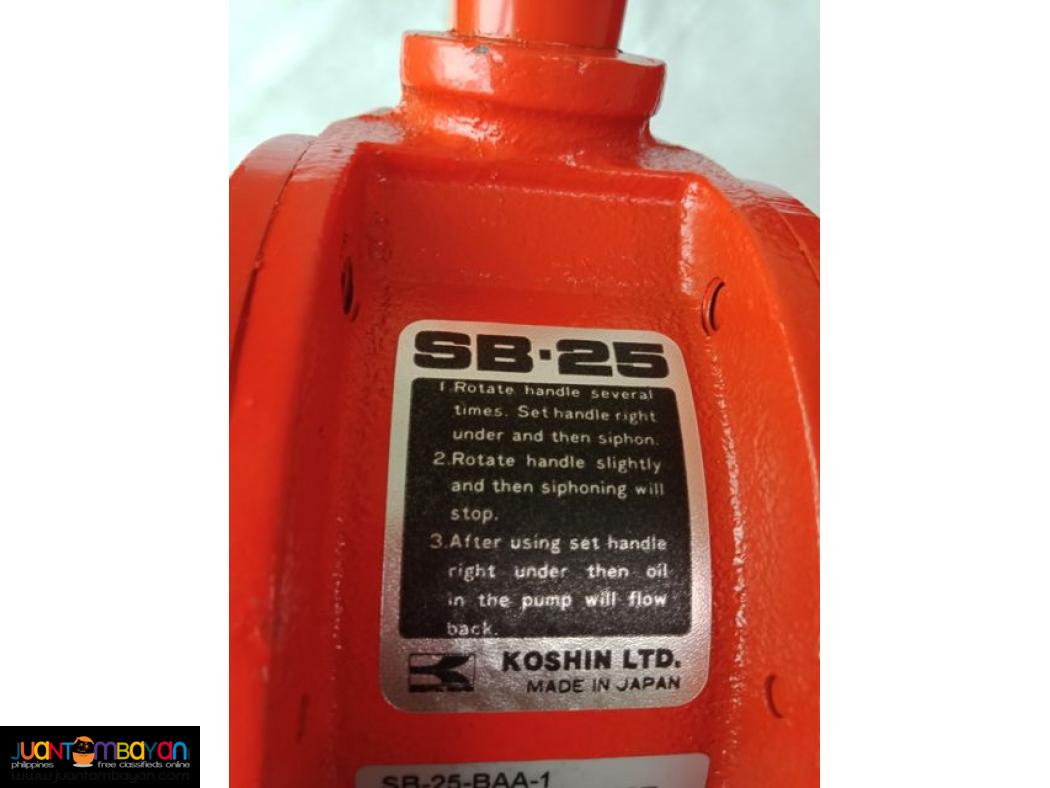 SB·25
1.Rotate handle several
times. Set handle right
under and then siphon.
2.Rotate handle slightly
and then siphoning will
stop.
3.After using set handle
right under then oil
in the pump will flow
back.
KOSHIN LTD.
MADE IN JAPAN
SB-25-BAA-1
JUANTAMBAYAN
philippines free classifieds online
www.juantambayan.com